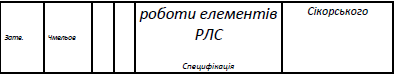 роботи елементів
РЛС
Специфікація
Сікорського
Затв.
Чмельов